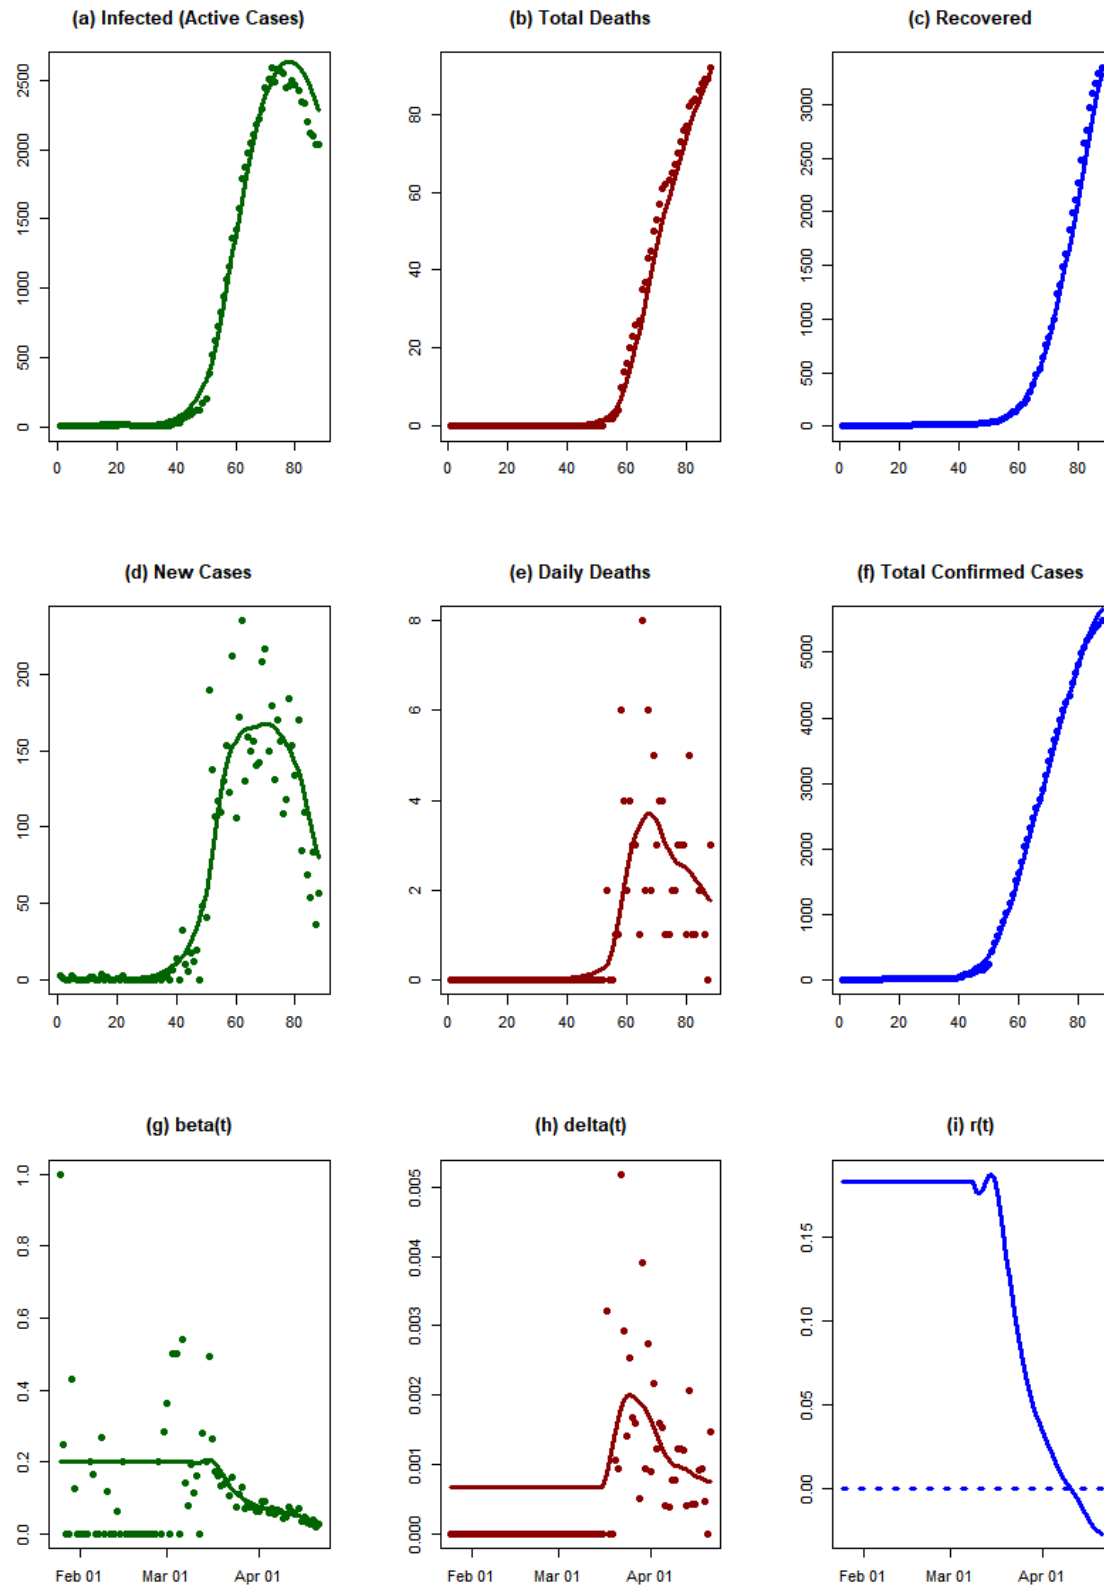 (a) Infected (Active Cases)
(b) Total Deaths
(c) Recovered
2500
2000
1500
1000
500
0
0 20 40 60 80
80
60
40
20
0
0 20 40 60 80
3000
2500
2000
1500
1000
500
0
0 20 40 60 80
(d) New Cases
(e) Daily Deaths
(f) Total Confirmed Cases
200
150
100
50
0
0 20 40 60 80
8
6
4
2
0
0 20 40 60 80
5000
4000
3000
2000
1000
0
0 20 40 60 80
(g) beta(t)
(h) delta(t)
(i) r(t)
1.0
0.8
0.6
0.4
0.2
0.0
Feb 01 Mar 01 Apr 01
0.005
0.004
0.003
0.002
0.001
0.000
Feb 01 Mar 01 Apr 01
0.15
0.10
0.05
0.00
Feb 01 Mar 01 Apr 01